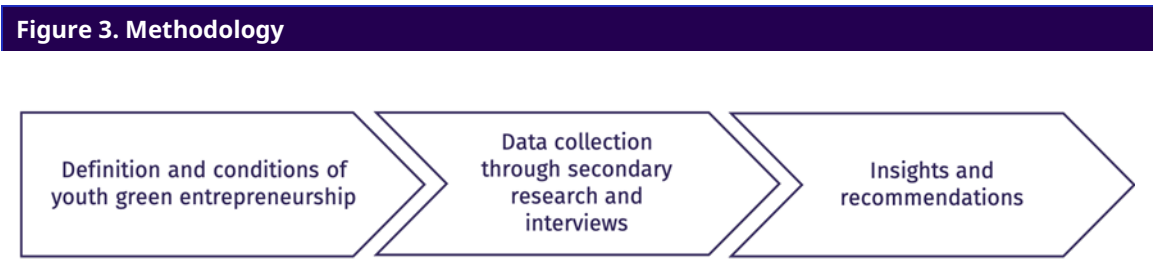 Figure 3. Methodology
Definition and conditions of
youth green entrepreneurship
Data collection
through secondary
research and
interviews
Insights and
recommendations